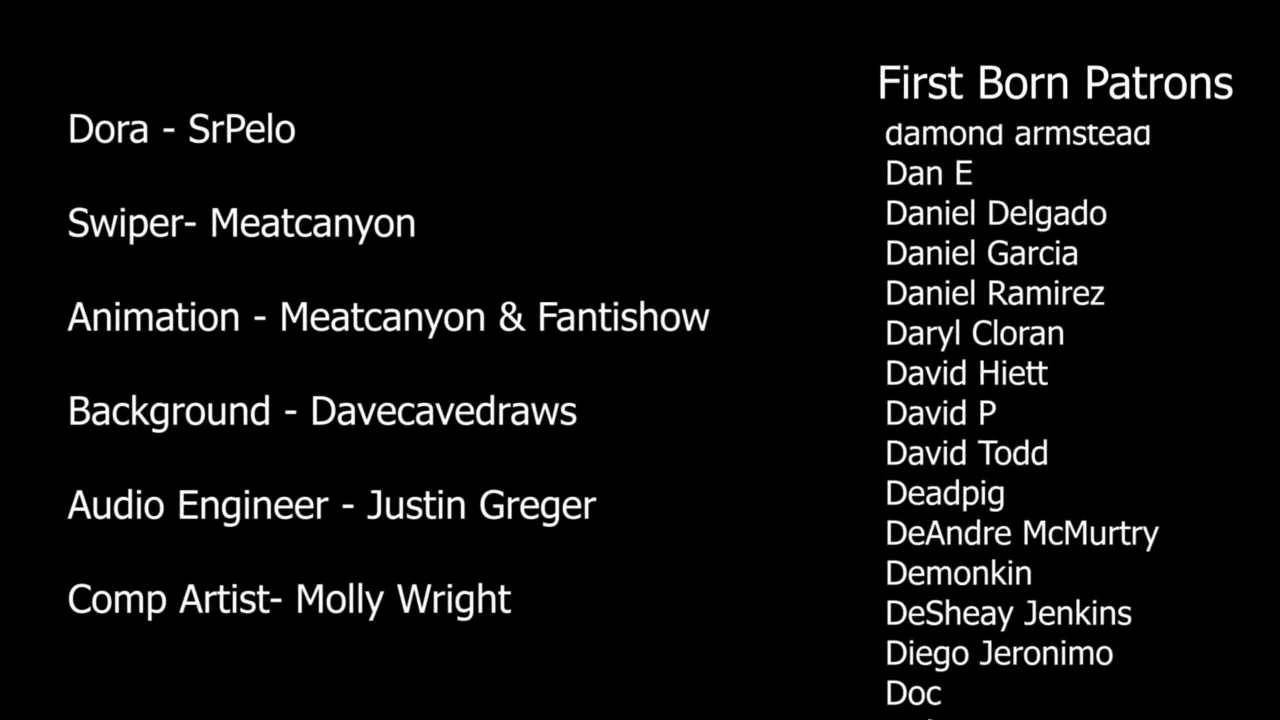 Dora - SrPelo
Swiper- Meatcanyon
Animation - Meatcanyon & Fantishow
Background - Davecavedraws
Audio Engineer - Justin Greger
Comp Artist- Molly Wright
First Born Patrons
damond armstead
Dan E
Daniel Delgado
Daniel Garcia
Daniel Ramirez
Daryl Cloran
David Hiett
David P
David Todd
Deadpig
DeAndre McMurtry
Demonkin
DeSheay Jenkins
Diego Jeronimo
Doc